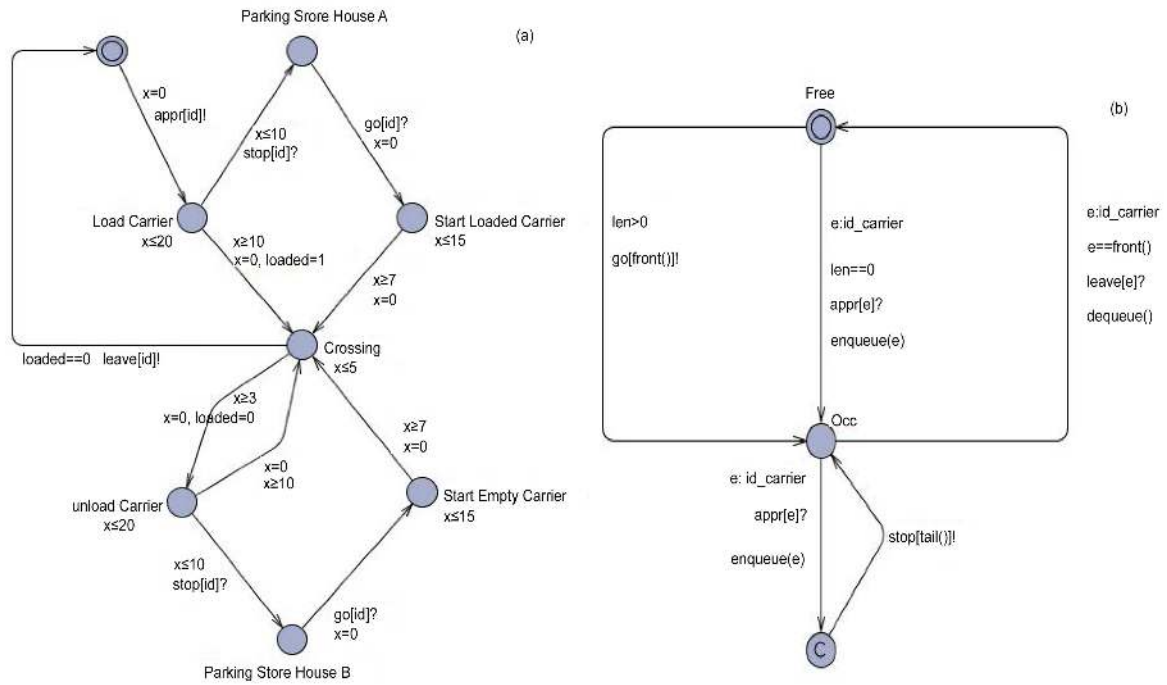 Parking Srore House A
(a)
x=0
appr[id]!
x≤10
stop[id]?
go[id]?
x=0
Load Carrier
x≤20
Start Loaded Carrier
x≤15
x≥10
x=0, loaded=1
x≥7
x=0
Crossing
x≤5
loaded==0 leave[id]!
x≥3
x=0, loaded=0
x=0
x≥10
x≥7
x=0
unload Carrier
x≤20
Start Empty Carrier
x≤15
x≤10
stop[id]?
go[id]?
x=0
Parking Store House B
(b)
Free
len>0
go[front()]!
e:id_carrier
len==0
appr[e]?
enqueue(e)
e:id_carrier
e==front()
leave[e]?
dequeue()
Occ
e: id_carrier
appr[e]?
enqueue(e)
stop[tail()]!
C